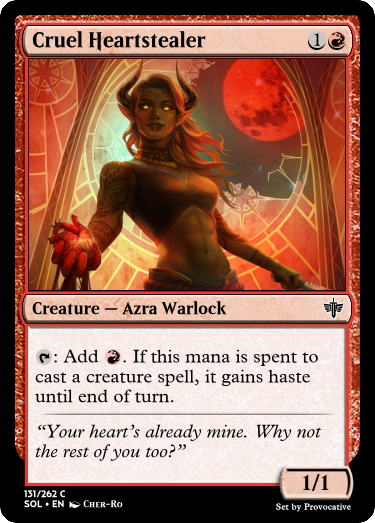 Cruel Heartstealer 1
Creature — Azra Warlock
: Add . If this mana is spent to
cast a creature spell, it gains haste
until end of turn.
“Your heart’s already mine. Why not
the rest of you too?”
1/1
131/262 C
SOL • EN Cher-Ro
Set by Provocative